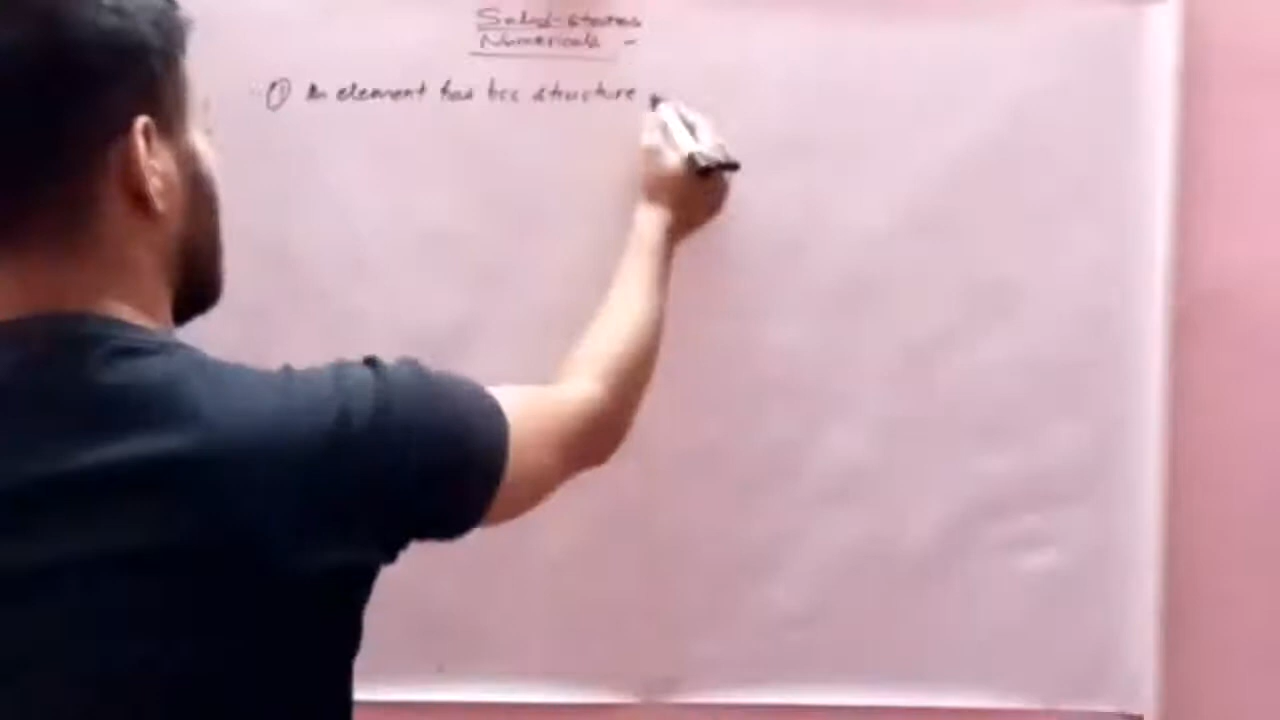 Solid-states
Numericals -
① An element has bcc structure